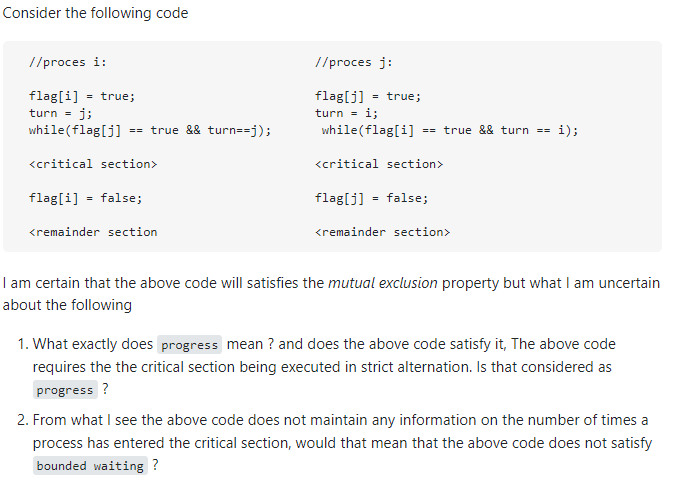 Consider the following code
//proces i: //proces j:
flag[i] = true; flag[j] = true;
turn = j; turn = i;
while(flag[j] == true && turn==j); while(flag[i] == true && turn == i);
<critical section> <critical section>
flag[i] = false; flag[j] = false;
<remainder section <remainder section>
I am certain that the above code will satisfies the mutual exclusion property but what I am uncertain
about the following
1. What exactly does progress mean ? and does the above code satisfy it, The above code
requires the the critical section being executed in strict alternation. Is that considered as
progress ?
2. From what I see the above code does not maintain any information on the number of times a
process has entered the critical section, would that mean that the above code does not satisfy
bounded waiting ?